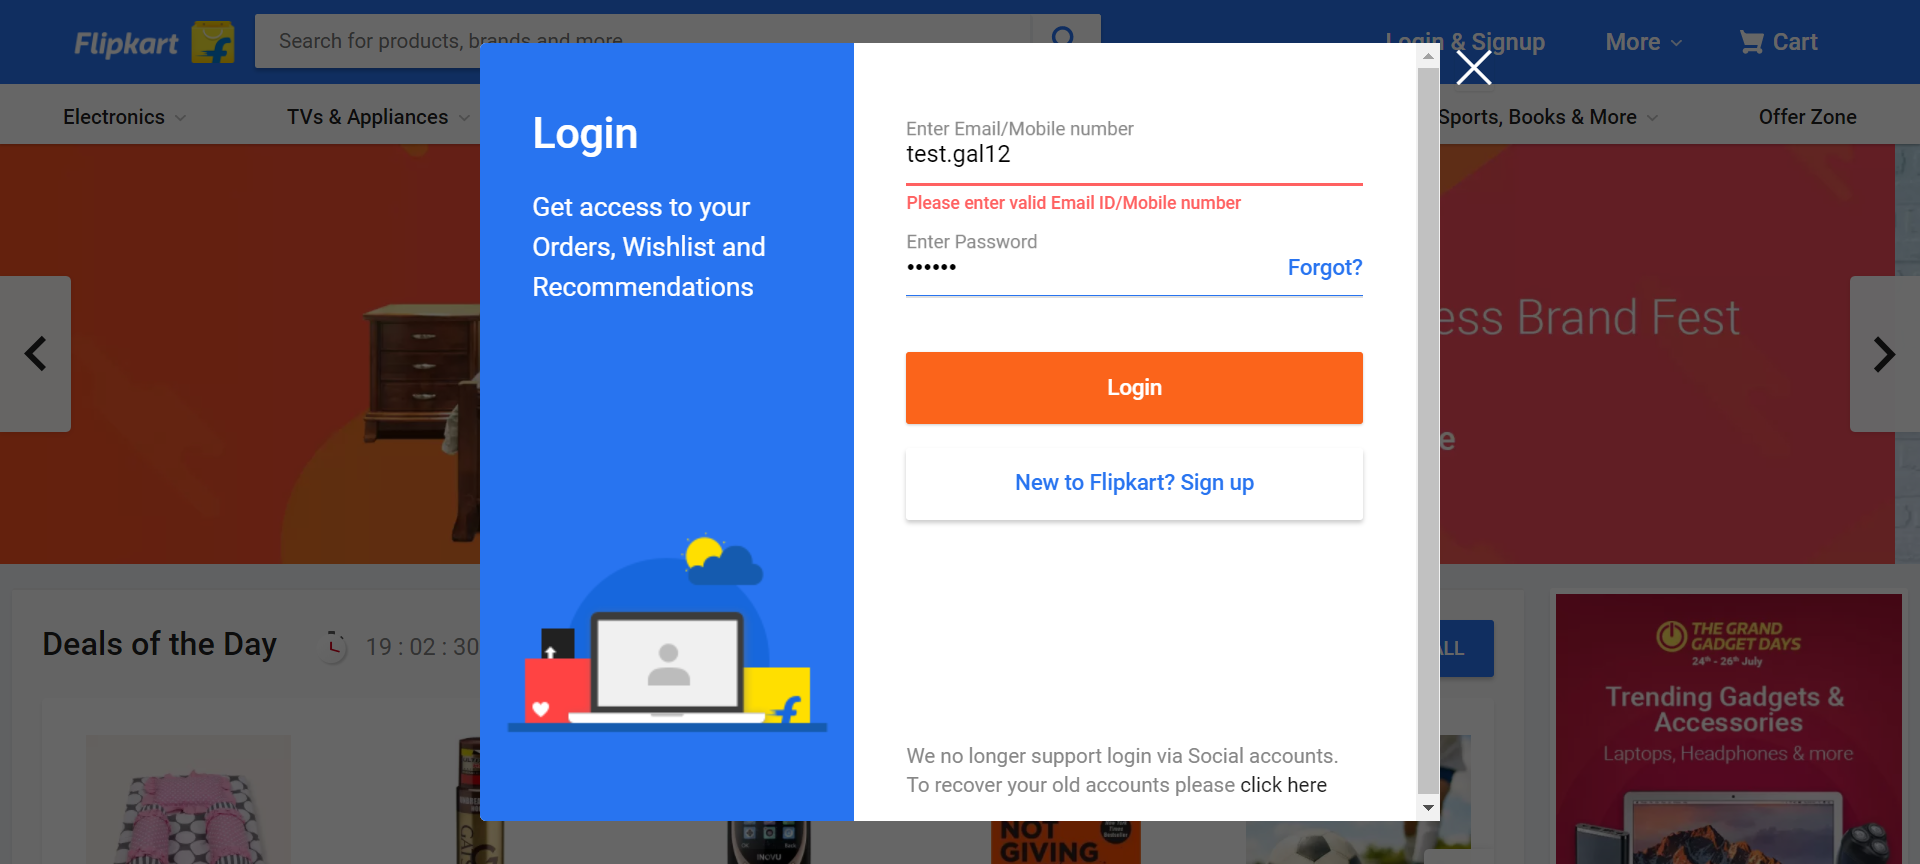 Flipkart
Search for products, brands and more
Login & Signup
More
Cart
Electronics
TVs & Appliances
Sports, Books & More
Offer Zone
Login
Get access to your
Orders, Wishlist and
Recommendations
Enter Email/Mobile number
test.gal12
Please enter valid Email ID/Mobile number
Enter Password
Forgot?
Login
New to Flipkart? Sign up
We no longer support login via Social accounts.
To recover your old accounts please click here
ess Brand Fest
e
Deals of the Day
19 : 02 : 30
ALL
THE GRAND
GADGET DAYS
24th - 26th July
Trending Gadgets &
Accessories
Laptops, Headphones & more
NOT
GIVING